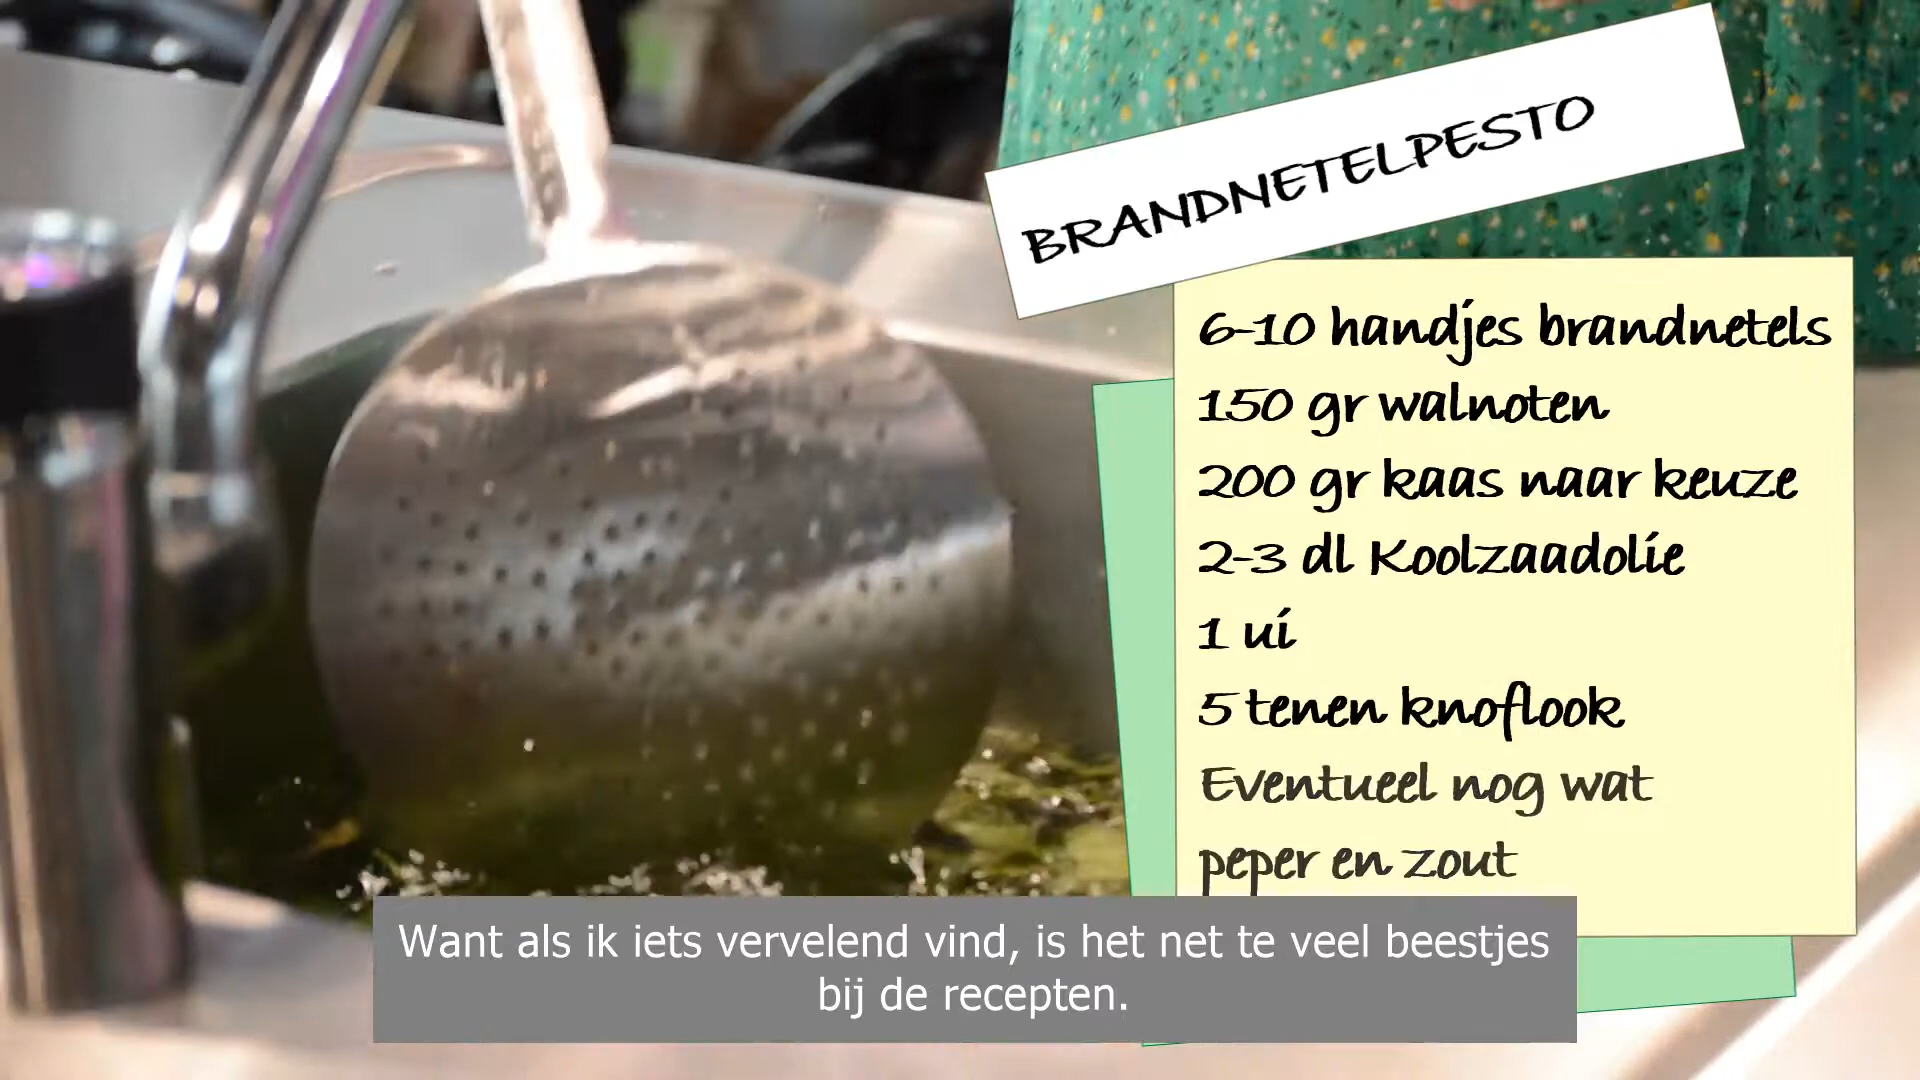 BRANDNETELPESTO
6-10 handjes brandnetels
150 gr walnoten
200 gr kaas naar keuze
2-3 dl Koolzaadolie
1 ui
5 tenen knoflook
Eventueel nog wat
peper en zout
Want als ik iets vervelend vind, is het net te veel beestjes
bij de recepten.